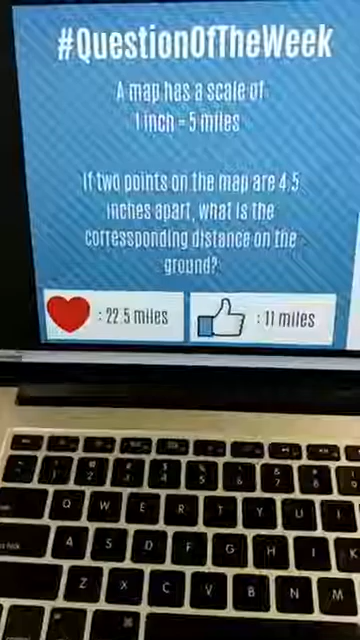 #QuestionOfTheWeek
A map has a scale of
1 inch = 5 miles
If two points on the map are 4.5
inches apart, what is the
corressponding distance on the
ground?
: 22.5 miles
: 11 miles
Q W E R T Y U I
A S D F G H J K
Z X C V B N M